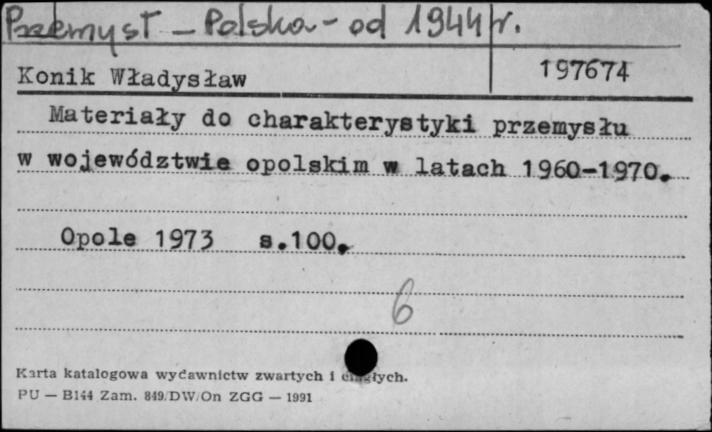 Przemysł – Polska – od 1944 r.
Konik Władysław 197674
Materiały do charakterystyki przemysłu
w województwie opolskim w latach 1960-1970.
Opole 1973 s.100.
6
Karta katalogowa wydawnictw zwartych i ciągłych.
PU — B144 Zam. 849/DW/On ZGG — 1991